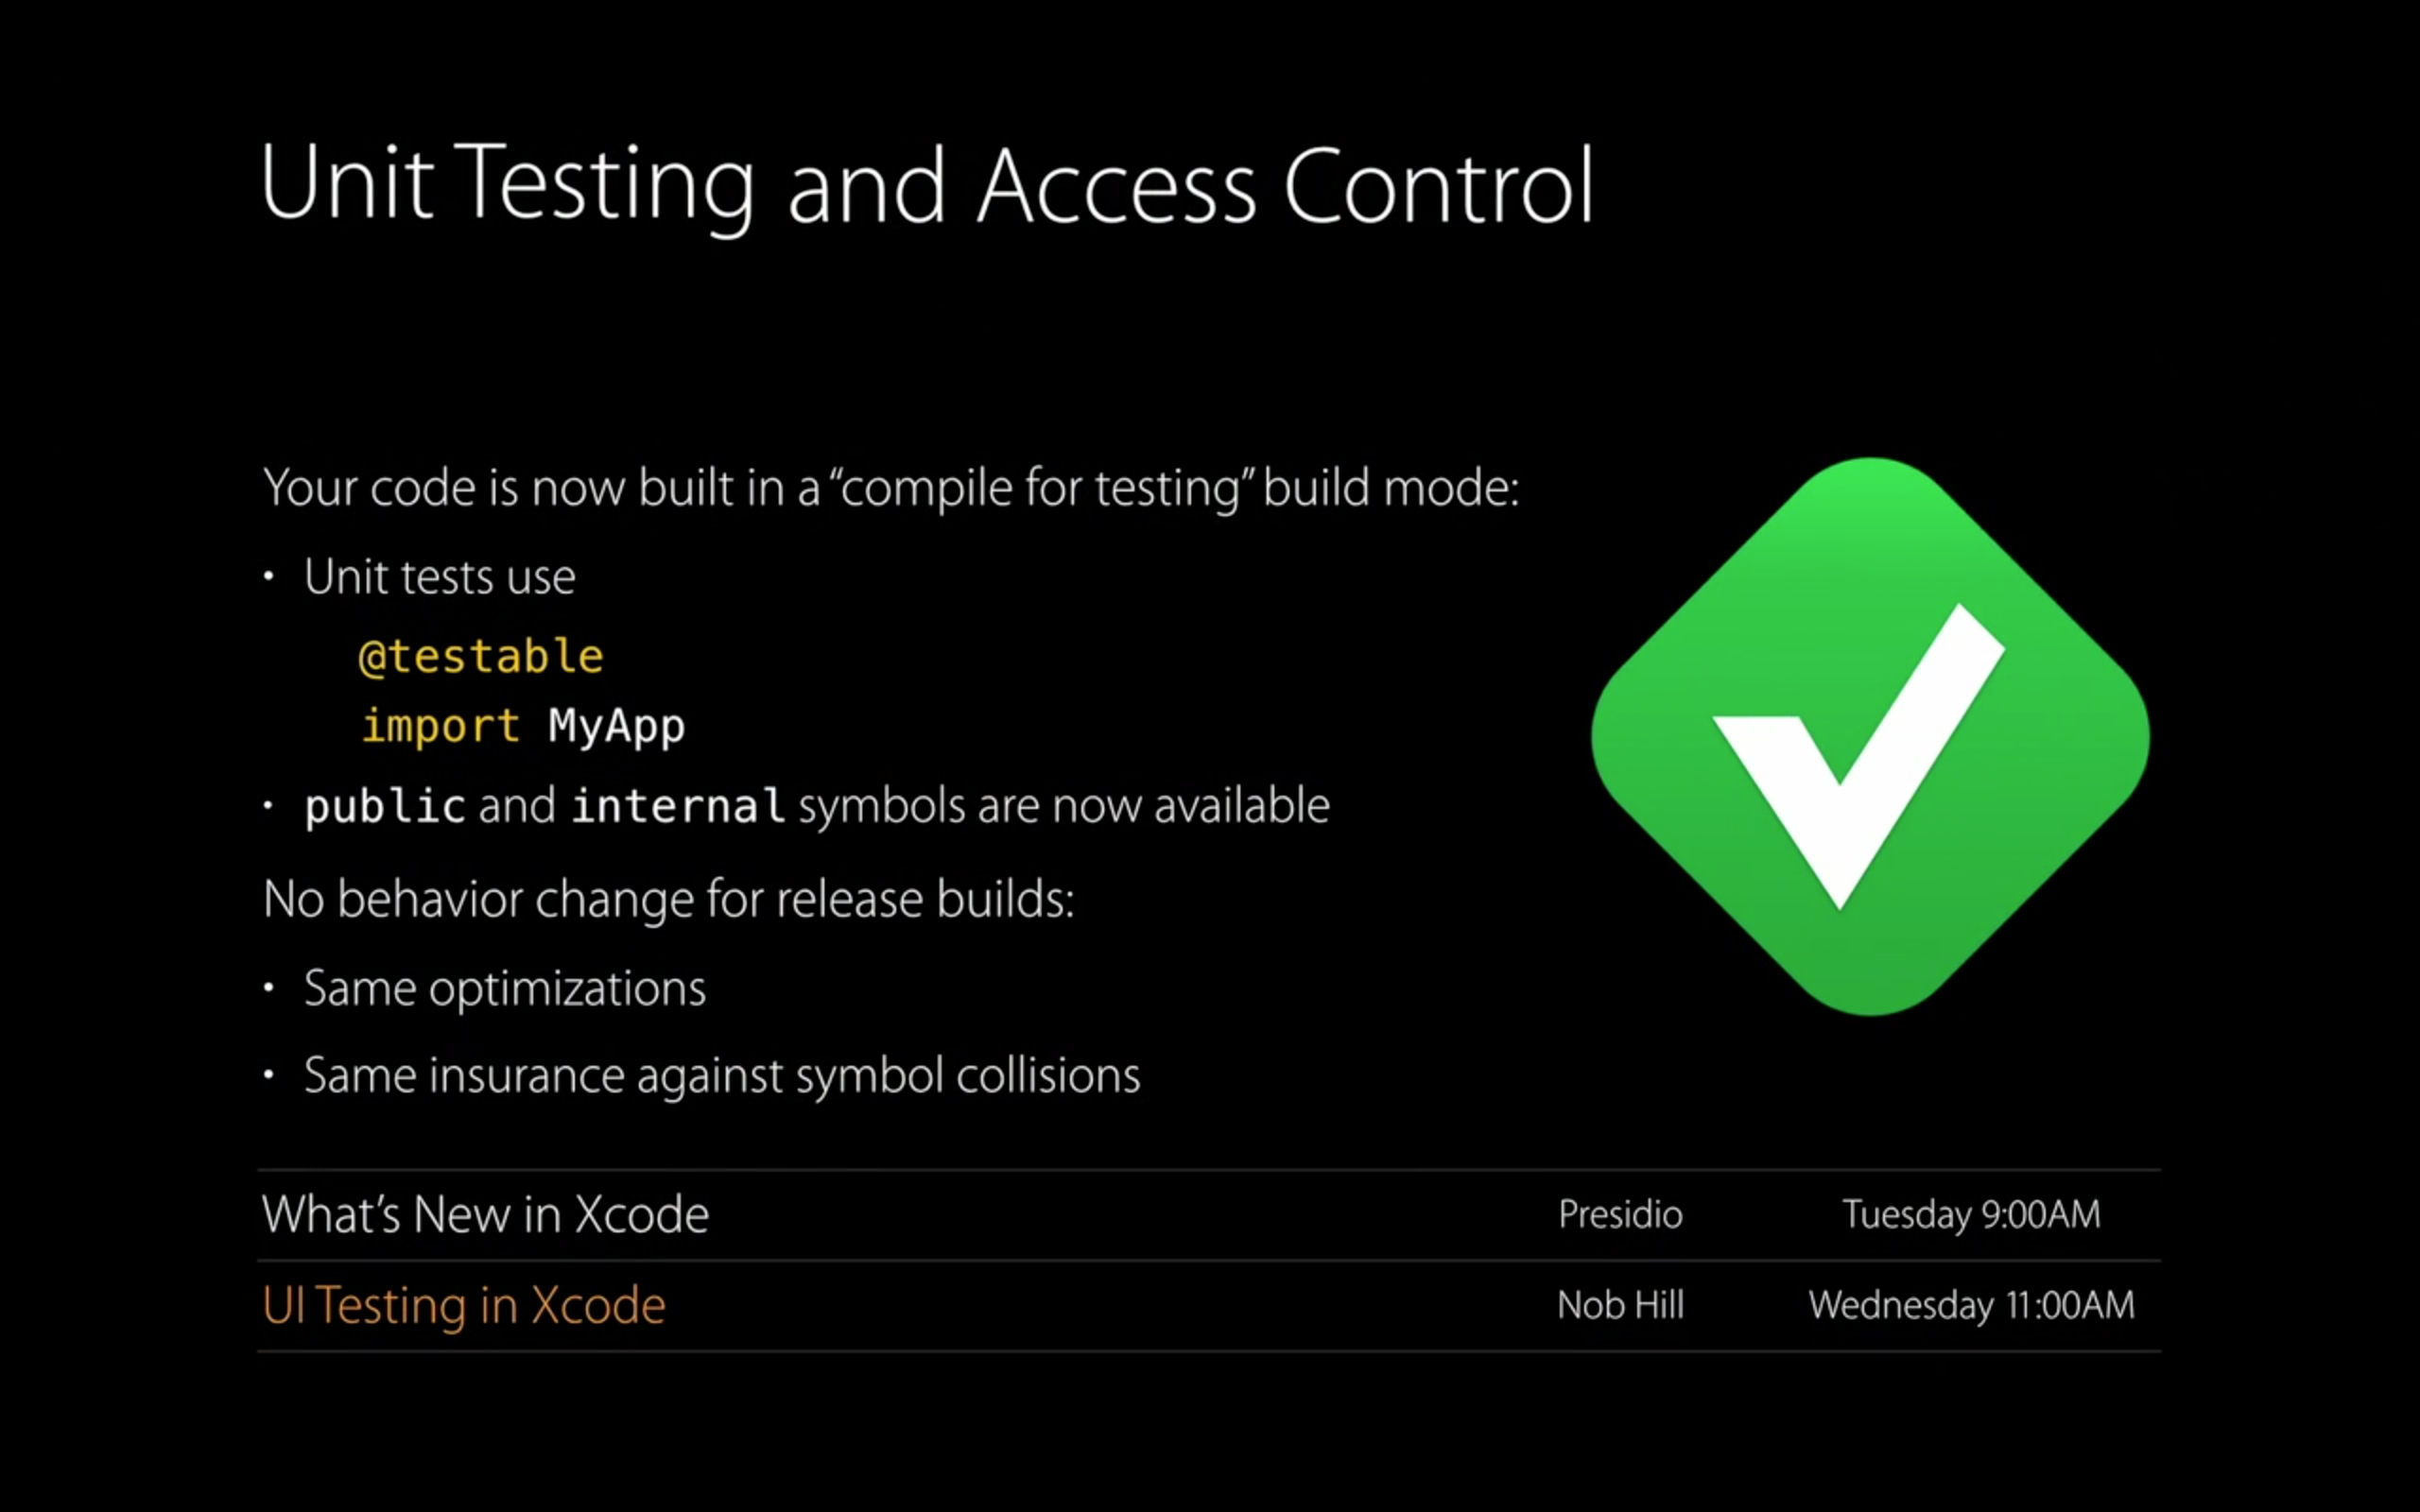 Unit Testing and Access Control
Your code is now built in a “compile for testing” build mode:
• Unit tests use
@testable
import MyApp
• public and internal symbols are now available
No behavior change for release builds:
• Same optimizations
• Same insurance against symbol collisions
What’s New in Xcode Presidio Tuesday 9:00AM
UI Testing in Xcode Nob Hill Wednesday 11:00AM